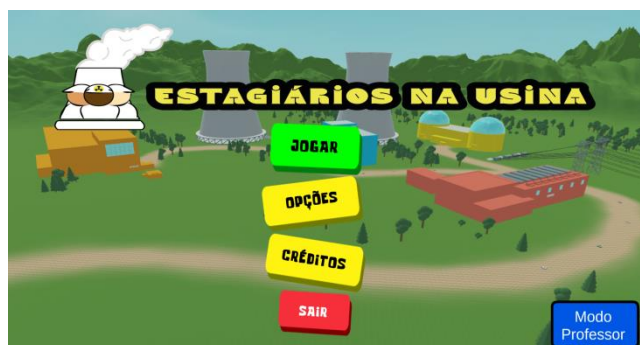 ESTAGIÁRIOS NA USINA
JOGAR
OPÇÕES
CRÉDITOS
SAIR
Modo
Professor